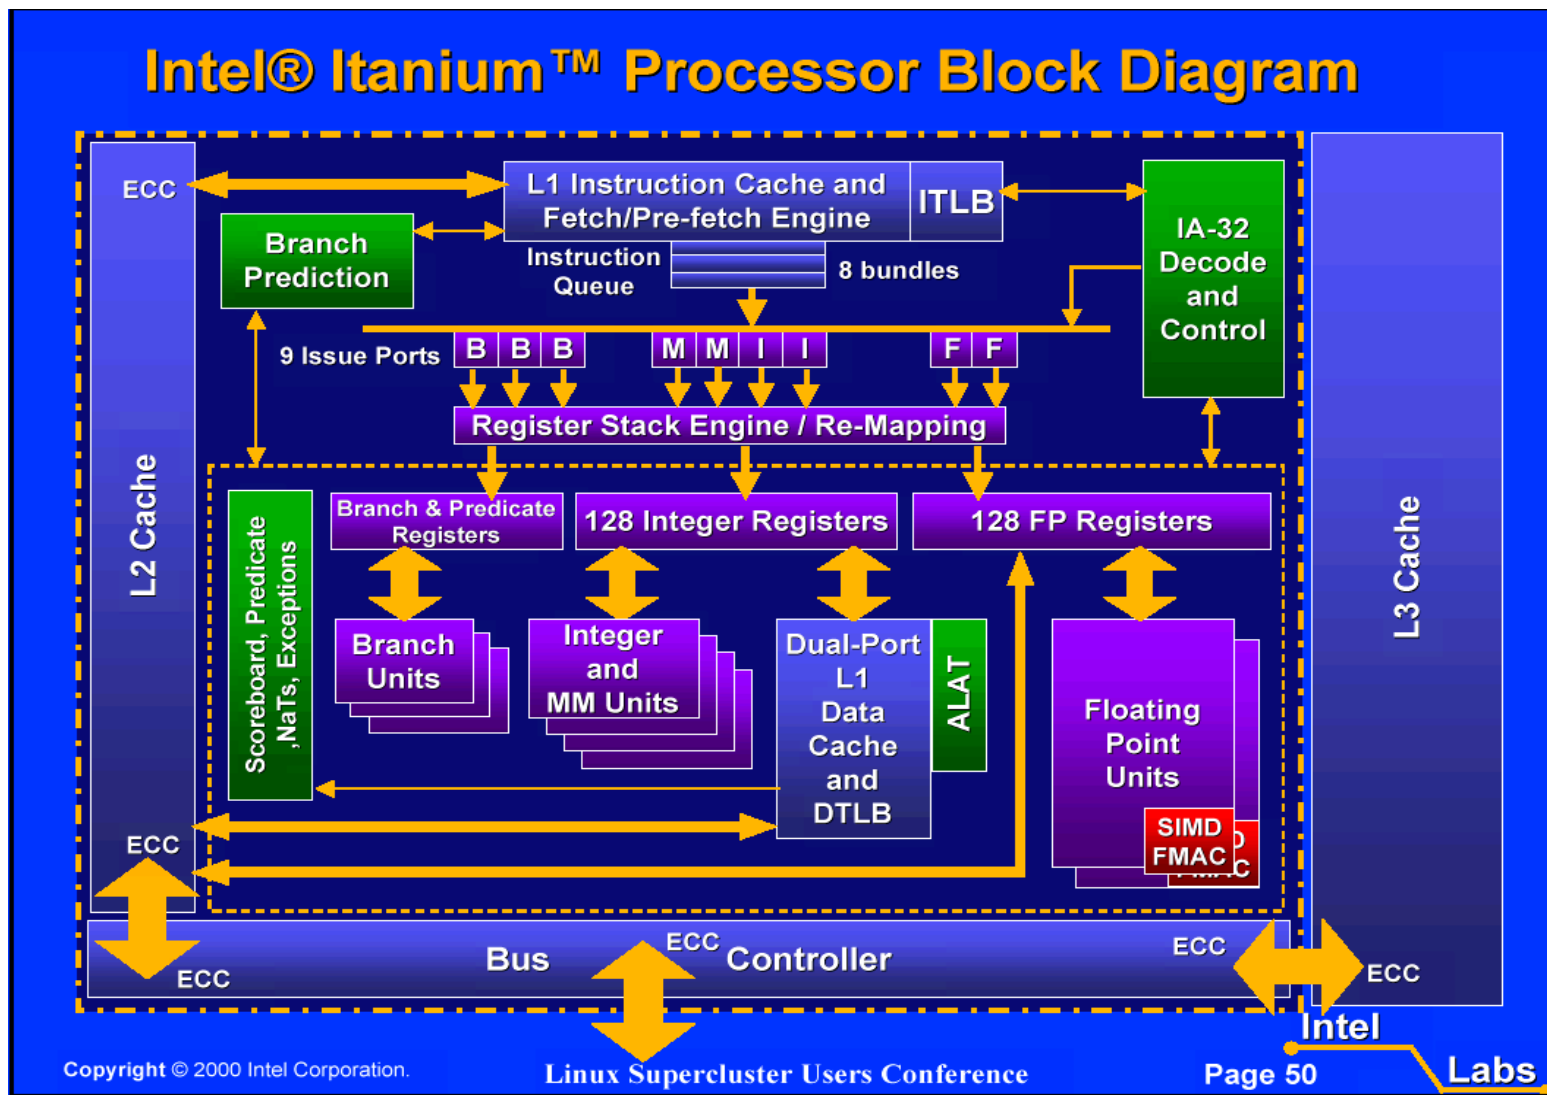 Intel® Itanium™ Processor Block Diagram
ECC
L1 Instruction Cache and
Fetch/Pre-fetch Engine
ITLB
Branch
Prediction
Instruction
Queue
8 bundles
IA-32
Decode
and
Control
9 Issue Ports
B B B
M M I I
F F
Register Stack Engine / Re-Mapping
L2 Cache
L3 Cache
Branch & Predicate
Registers
128 Integer Registers
128 FP Registers
Scoreboard, Predicate
,NaTs, Exceptions
Branch
Units
Integer
and
MM Units
Dual-Port
L1
Data
Cache
and
DTLB
ALAT
Floating
Point
Units
SIMD
FMAC
D
FMAC
ECC
ECC
Bus
ECC
Controller
ECC
ECC
Intel
Labs
Copyright © 2000 Intel Corporation.
Linux Supercluster Users Conference
Page 50